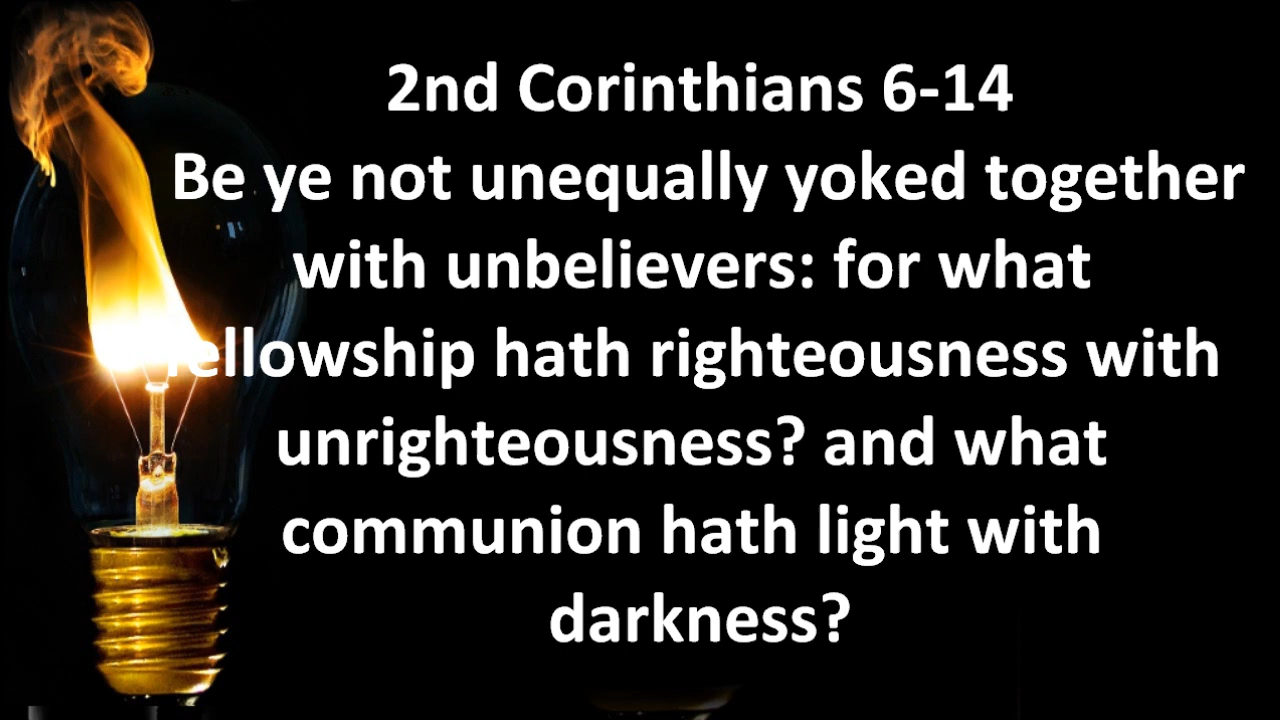 2nd Corinthians 6-14
Be ye not unequally yoked together
with unbelievers: for what
fellowship hath righteousness with
unrighteousness? and what
communion hath light with
darkness?